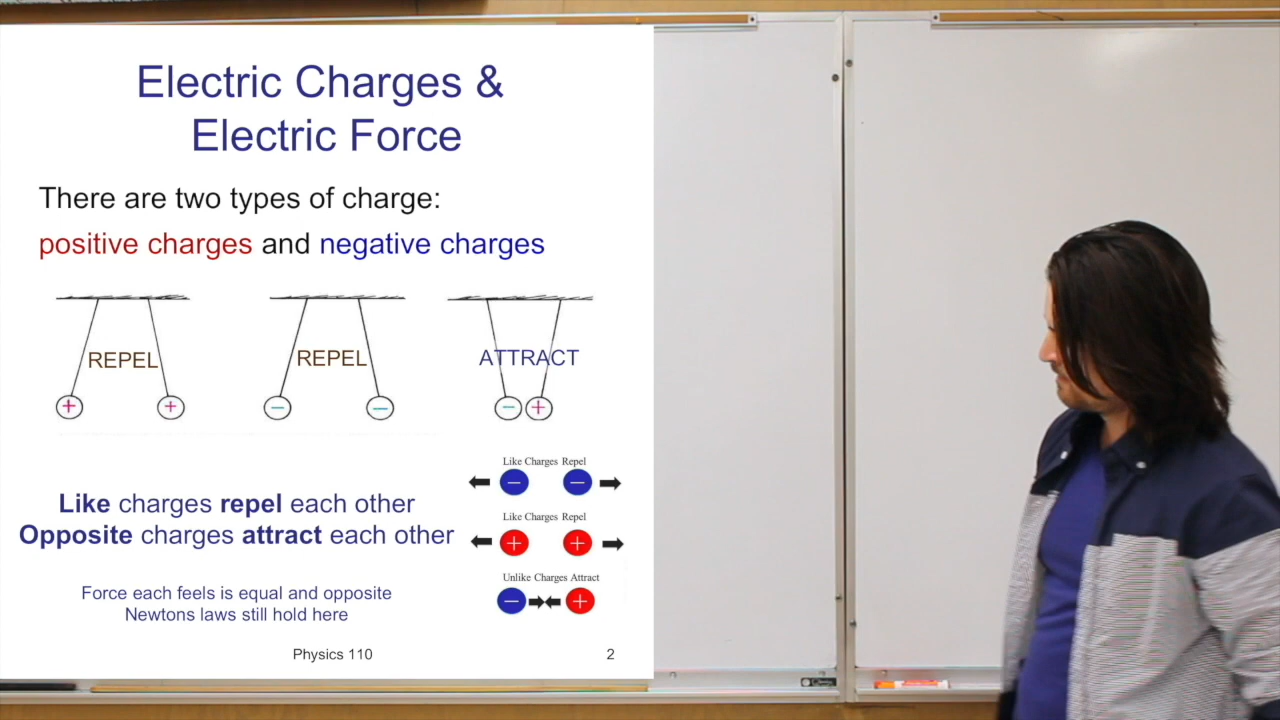 Electric Charges &
Electric Force
There are two types of charge:
positive charges and negative charges
REPEL
REPEL
ATTRACT
+
+
−
−
−
+
Like Charges Repel
−
−
Like charges repel each other
Opposite charges attract each other
Like Charges Repel
+
+
Unlike Charges Attract
−
+
Force each feels is equal and opposite
Newtons laws still hold here
Physics 110
2